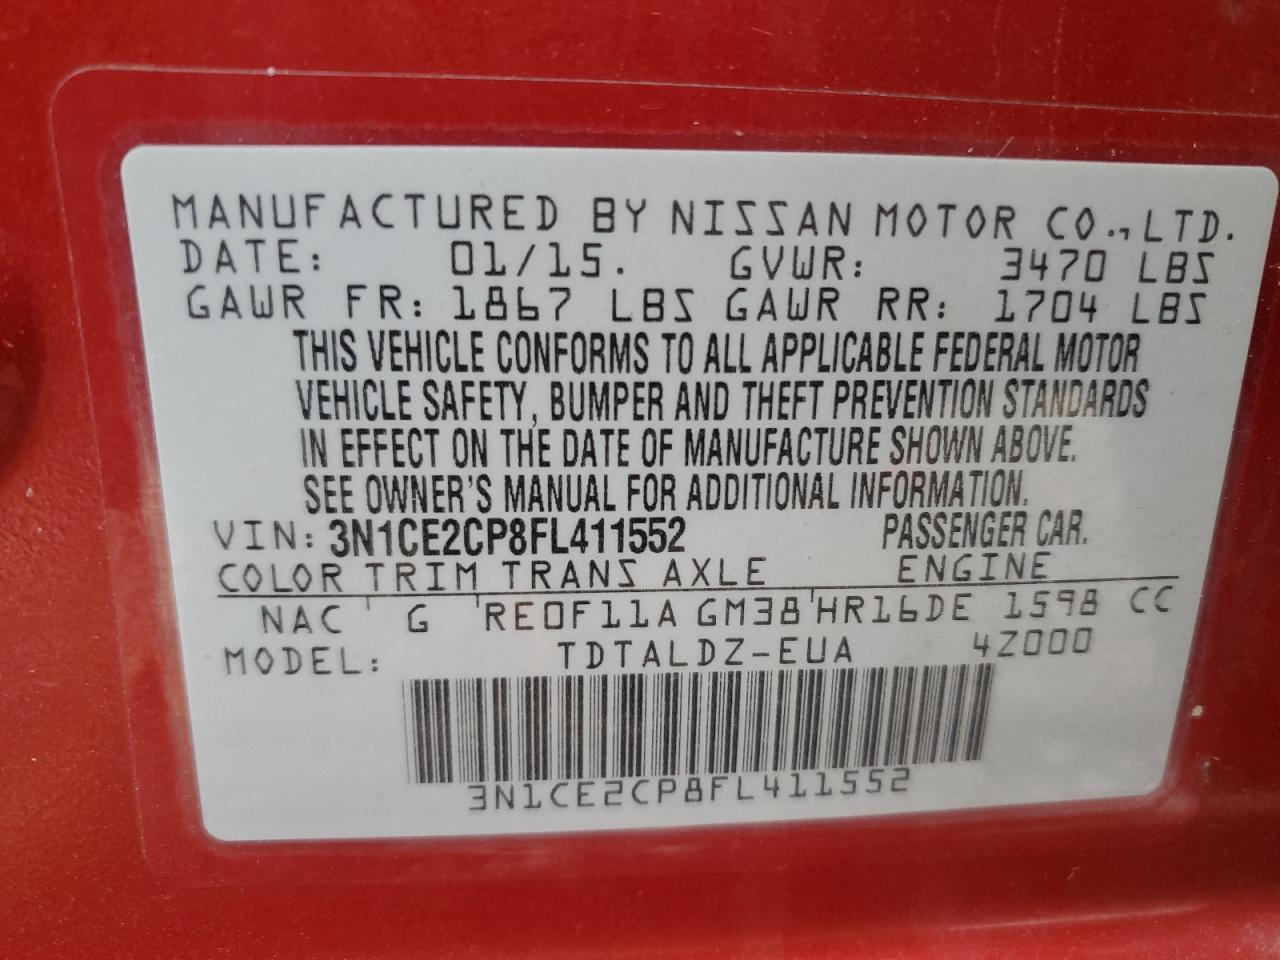 MANUFACTURED BY NISSAN MOTOR CO., LTD.
DATE: 01/15. GVWR: 3470 LBS
GAWR FR: 1867 LBS GAWR RR: 1704 LBS
THIS VEHICLE CONFORMS TO ALL APPLICABLE FEDERAL MOTOR
VEHICLE SAFETY, BUMPER AND THEFT PREVENTION STANDARDS
IN EFFECT ON THE DATE OF MANUFACTURE SHOWN ABOVE.
SEE OWNER'S MANUAL FOR ADDITIONAL INFORMATION.
VIN: 3N1CE2CP8FL411552 PASSENGER CAR.
COLOR TRIM TRANS AXLE ENGINE
NAC G RE0F11A GM38 HR16DE 1598 CC
MODEL: TDTALDZ-EUA 4Z000
3N1CE2CP8FL411552